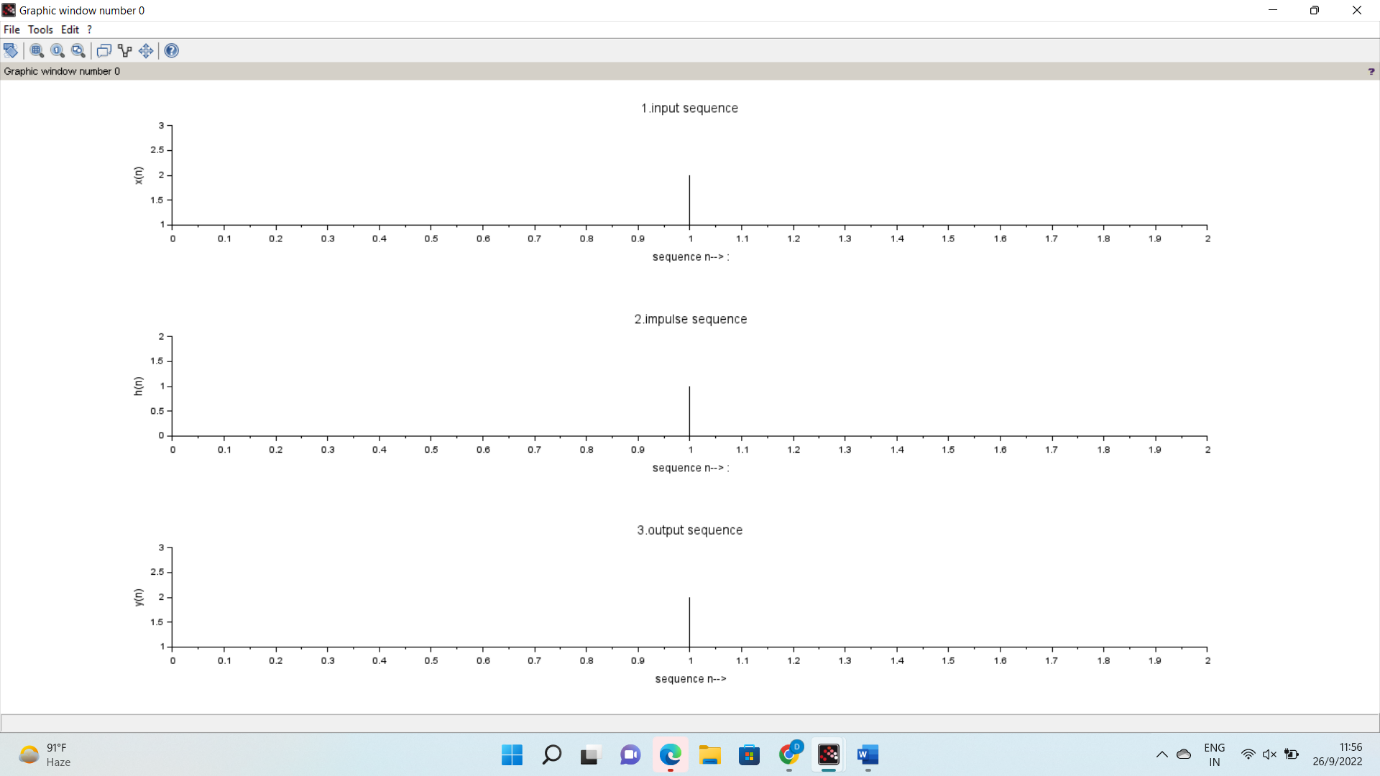 Graphic window number 0
File Tools Edit ?
Graphic window number 0 ?
1.input sequence
3
2.5
2
1.5
1
x(n)
0 0.1 0.2 0.3 0.4 0.5 0.6 0.7 0.8 0.9 1 1.1 1.2 1.3 1.4 1.5 1.6 1.7 1.8 1.9 2
sequence n--> :
2.impulse sequence
2
1.5
1
0.5
0
h(n)
0 0.1 0.2 0.3 0.4 0.5 0.6 0.7 0.8 0.9 1 1.1 1.2 1.3 1.4 1.5 1.6 1.7 1.8 1.9 2
sequence n--> :
3.output sequence
3
2.5
2
1.5
1
y(n)
0 0.1 0.2 0.3 0.4 0.5 0.6 0.7 0.8 0.9 1 1.1 1.2 1.3 1.4 1.5 1.6 1.7 1.8 1.9 2
sequence n-->
91°F
Haze
D
W
ENG
IN
11:56
26/9/2022